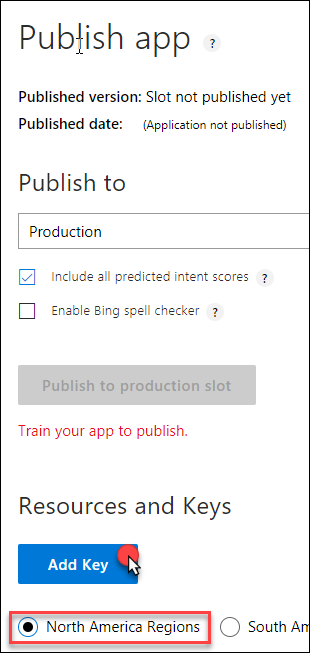 Publish app ?
Published version: Slot not published yet
Published date: (Application not published)
Publish to
Production
Include all predicted intent scores ?
Enable Bing spell checker ?
Publish to production slot
Train your app to publish.
Resources and Keys
Add Key
North America Regions South Am